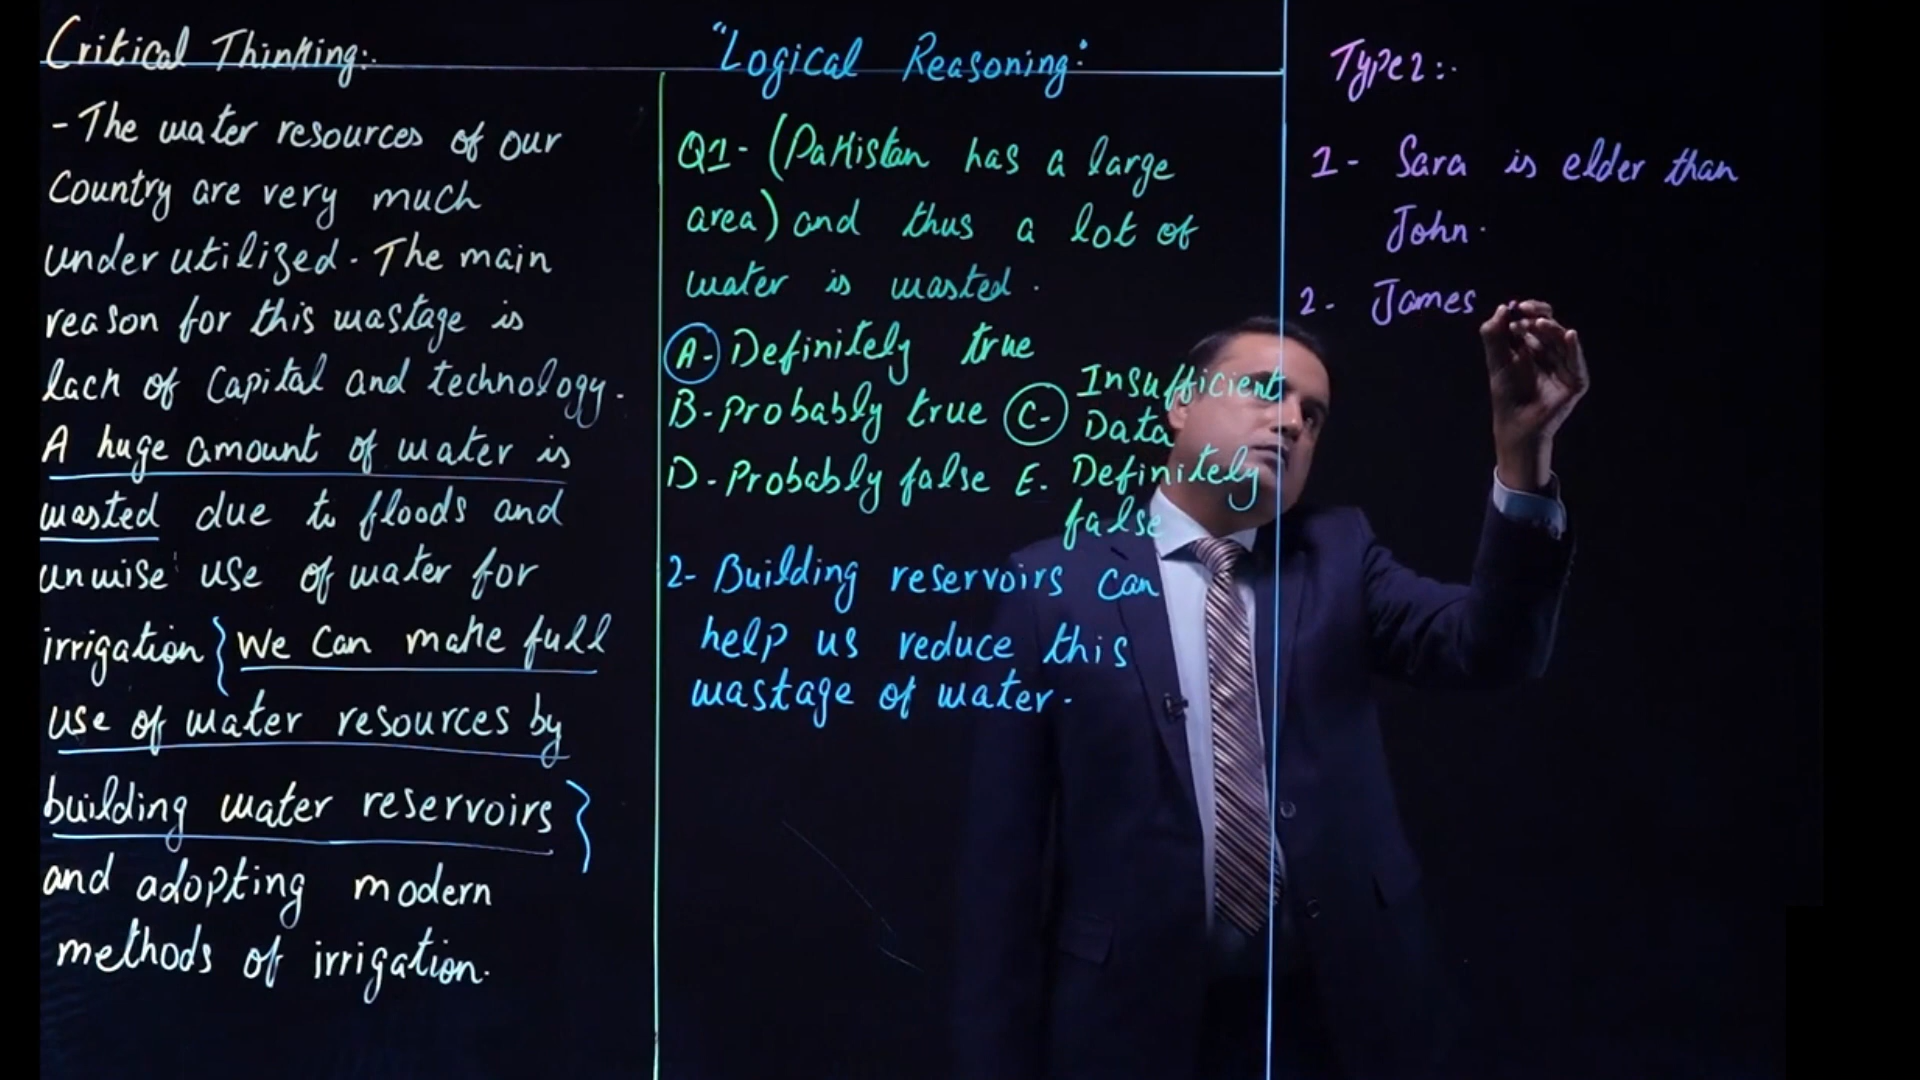 Critical Thinking:.
- The water resources of our
Country are very much
under utilized. The main
reason for this wastage is
lack of Capital and technology.
A huge amount of water is
wasted due to floods and
unwise use of water for
irrigation } We Can make full
use of water resources by
building water reservoirs }
and adopting modern
methods of irrigation.
"Logical Reasoning:
Q1- (Pakistan has a large
area) and thus a lot of
water is wasted.
A- Definitely true
B- Probably true C- Insufficient
Data
D- Probably false E. Definitely
false
2- Building reservoirs can
help us reduce this
wastage of water.
Type 2:.
1- Sara is elder than
John.
2- James